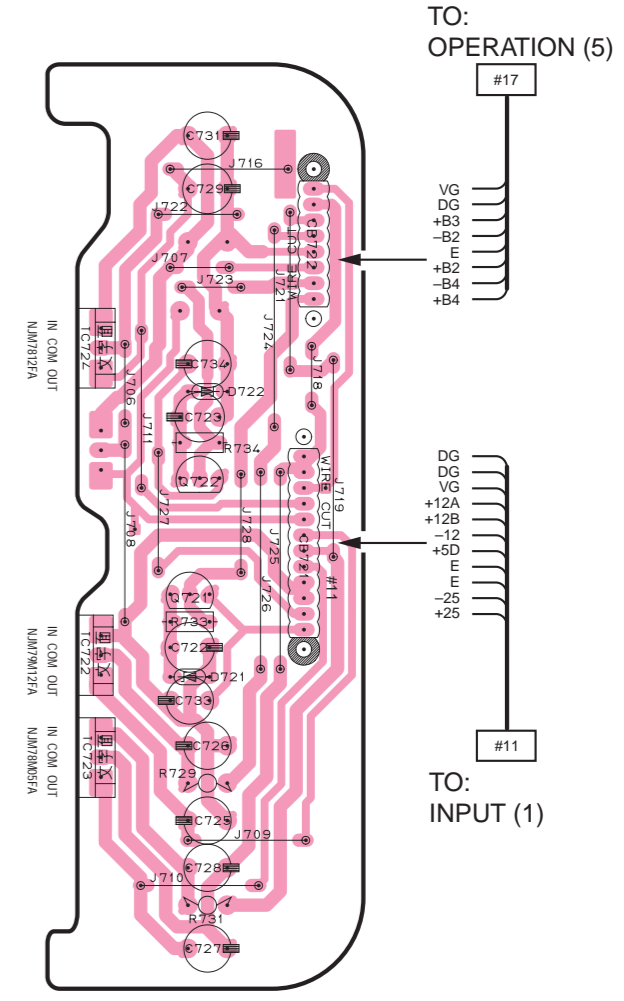 TO:
OPERATION (5)
#17
VG
DG
+B3
–B2
E
+B2
–B4
+B4
C731
J716
C729
J722
J707
J723
CB722
WIRE CUT
J721
J724
IN COM OUT
NJM7812FA
TC724
J706
J711
C734
D722
C723
R734
Q722
J718
J719
WIRE CUT
CB721
#11
J708
J727
J728
J725
J726
DG
DG
VG
+12A
+12B
–12
+5D
E
E
–25
+25
#11
TO:
INPUT (1)
Q721
R733
C722
D721
C733
IN COM OUT
NJM79M12FA
TC722
IN COM OUT
NJM78M05FA
TC723
C726
R729
C725
J709
C728
J710
R731
C727